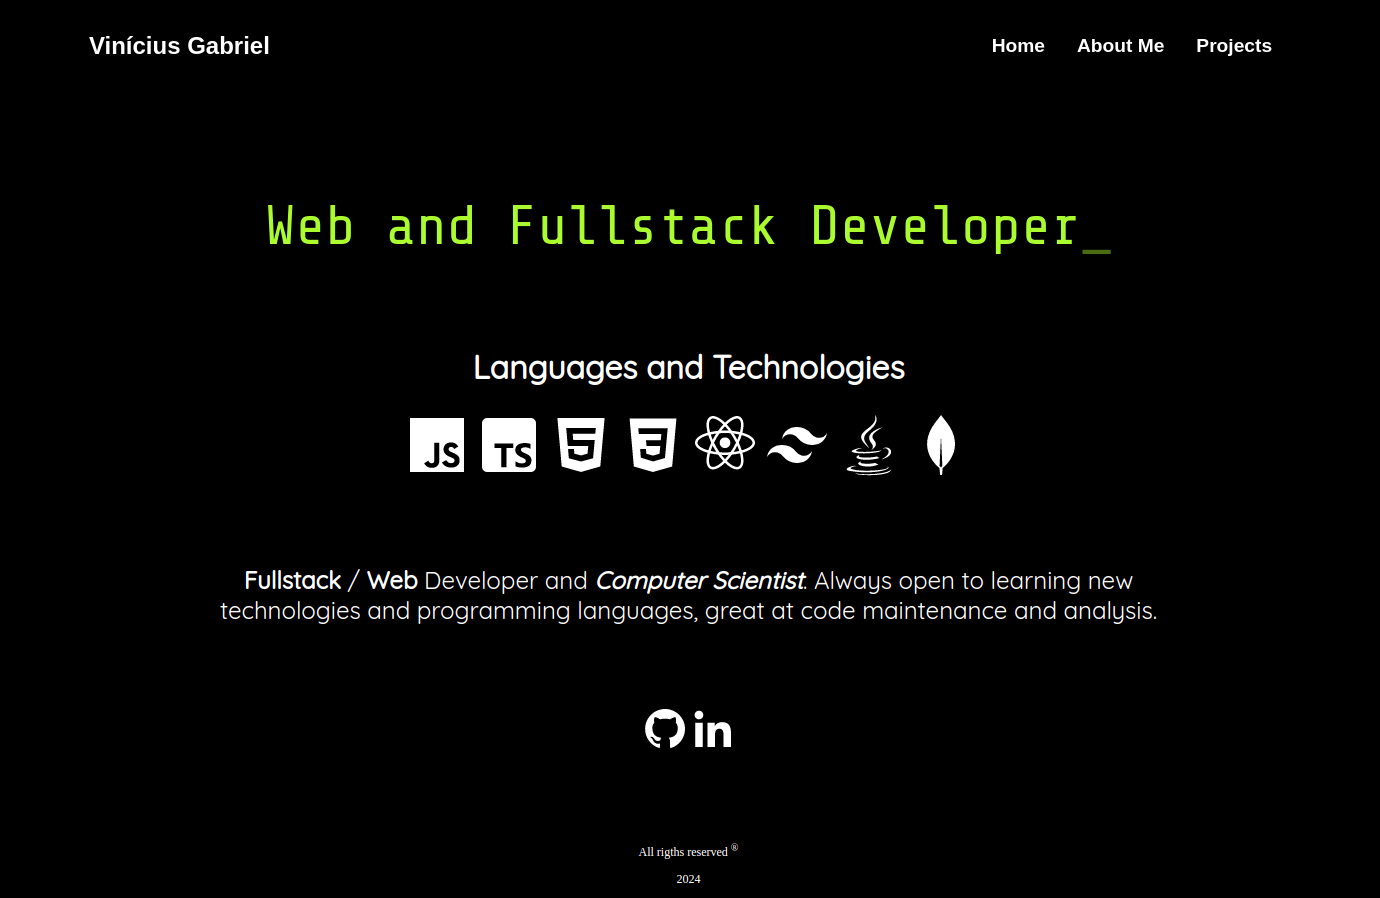 Vinícius Gabriel
Home About Me Projects
Web and Fullstack Developer_
Languages and Technologies
JS TS 5 3
Fullstack / Web Developer and Computer Scientist. Always open to learning new
technologies and programming languages, great at code maintenance and analysis.
in
All rigths reserved ®
2024